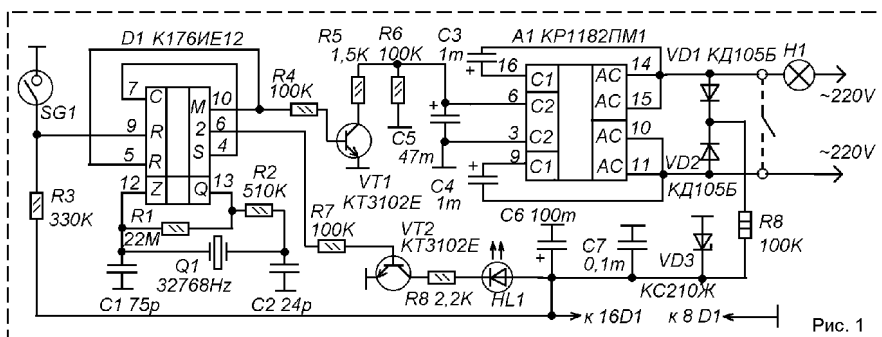 D1 К176ИЕ12
SG1
7
9
5
12
C
R
R
Z
M
2
S
Q
10
6
4
13
R3
330K
R1
22M
R2
510K
Q1
32768Hz
C1 75p
C2 24p
R4
100K
R5
1,5K
R6
100K
VT1
KT3102E
R7
100K
VT2
KT3102E
R8 2,2K
HL1
C3
1m
C5
47m
C4
1m
C6 100m
C7
0,1m
A1 КР1182ПМ1
16
6
3
9
C1
C2
C2
C1
AC
AC
AC
AC
14
15
10
11
VD1 КД105Б
VD2
КД105Б
H1
~220V
~220V
R8
100K
VD3
КС210Ж
к 16D1
к 8 D1
Рис. 1